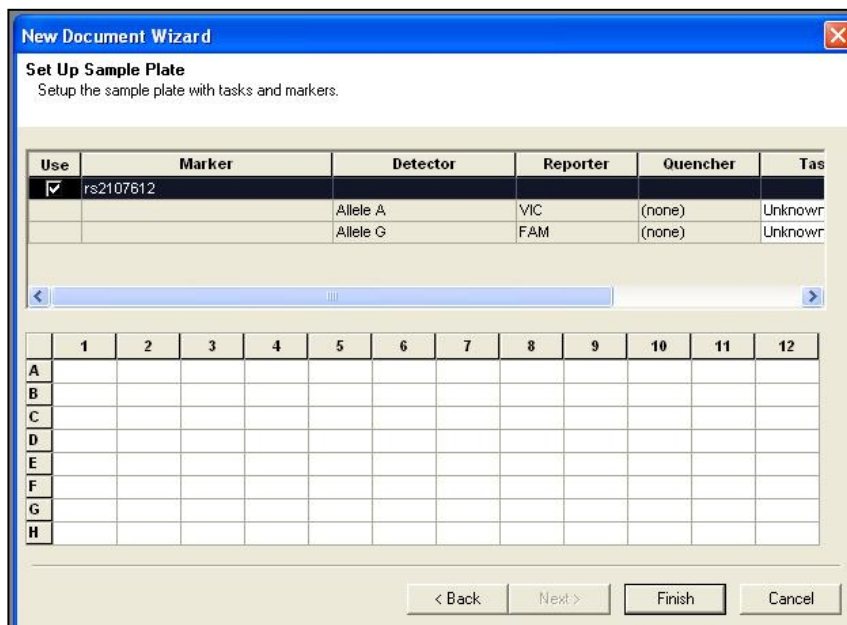 New Document Wizard
Set Up Sample Plate
Setup the sample plate with tasks and markers.
Use Marker Detector Reporter Quencher Tas
rs2107612
Allele A VIC (none) Unknown
Allele G FAM (none) Unknown
1 2 3 4 5 6 7 8 9 10 11 12
A
B
C
D
E
F
G
H
< Back Next > Finish Cancel